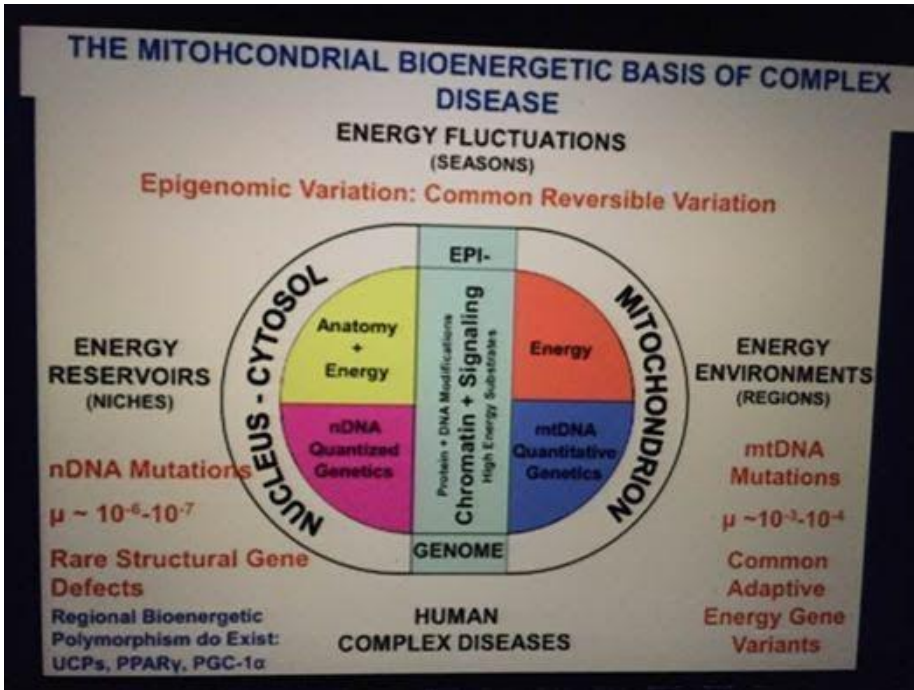 THE MITOHCONDRIAL BIOENERGETIC BASIS OF COMPLEX
DISEASE
ENERGY FLUCTUATIONS
(SEASONS)
Epigenomic Variation: Common Reversible Variation
EPI-
NUCLEUS - CYTOSOL
Anatomy
+
Energy
nDNA
Quantized
Genetics
Protein + DNA Modifications
Chromatin + Signaling
High Energy Substrates
Energy
mtDNA
Quantitative
Genetics
MITOCHONDRION
GENOME
ENERGY
RESERVOIRS
(NICHES)
nDNA Mutations
μ ~ 10⁻⁶-10⁻⁷
Rare Structural Gene
Defects
Regional Bioenergetic
Polymorphism do Exist:
UCPs, PPARγ, PGC-1α
HUMAN
COMPLEX DISEASES
ENERGY
ENVIRONMENTS
(REGIONS)
mtDNA
Mutations
μ ~10⁻³-10⁻⁴
Common
Adaptive
Energy Gene
Variants